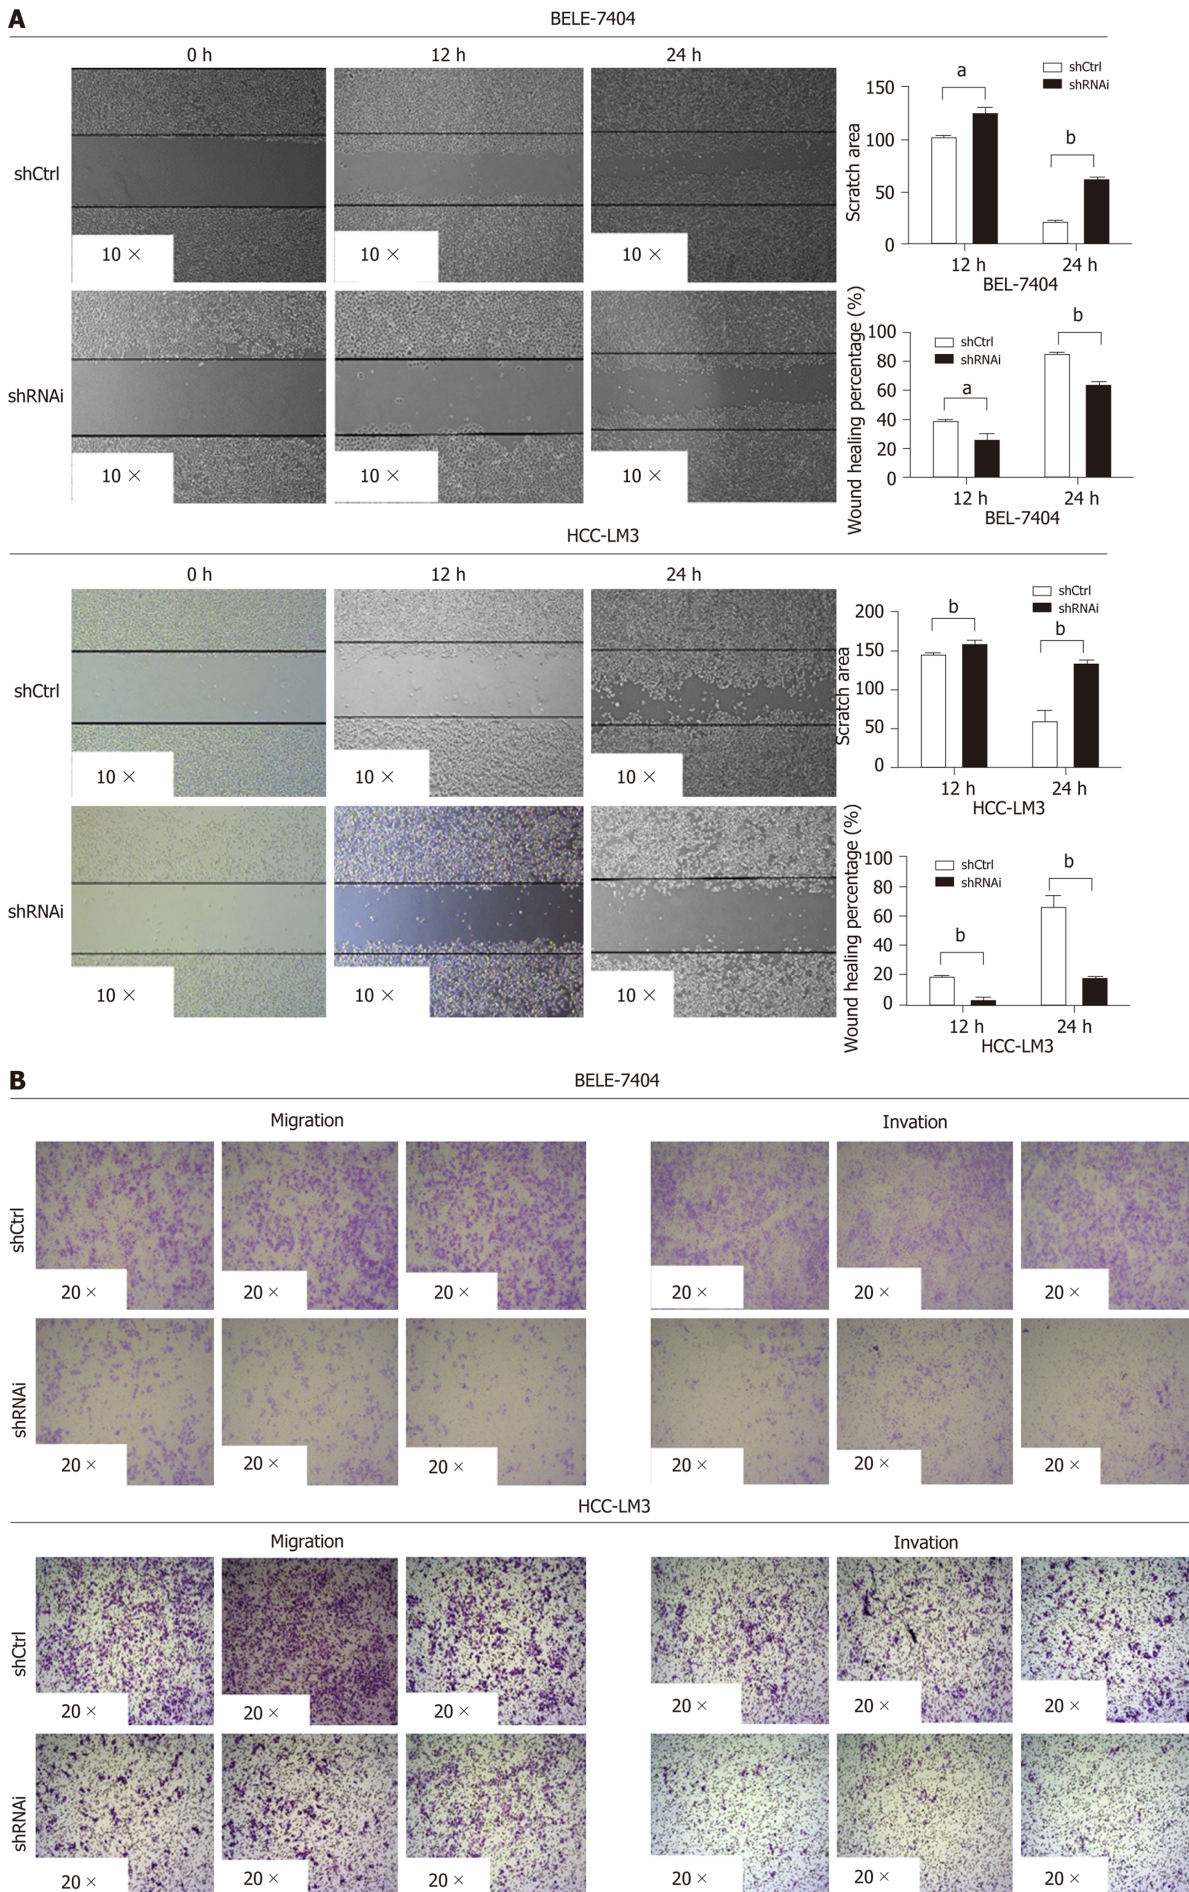 A
BELE-7404
0 h 12 h 24 h
shCtrl
10 ×
10 ×
10 ×
shRNAi
10 ×
10 ×
10 ×
shCtrl
shRNAi
Scratch area
150
100
50
0
a
b
12 h 24 h
BEL-7404
Wound healing percentage (%)
100
80
60
40
20
0
shCtrl
shRNAi
a
b
12 h 24 h
BEL-7404
HCC-LM3
0 h 12 h 24 h
shCtrl
10 ×
10 ×
10 ×
shRNAi
10 ×
10 ×
10 ×
shCtrl
shRNAi
Scratch area
200
150
100
50
0
b
b
12 h 24 h
HCC-LM3
Wound healing percentage (%)
100
80
60
40
20
0
shCtrl
shRNAi
b
b
12 h 24 h
HCC-LM3
B
BELE-7404
Migration Invation
shCtrl
20 × 20 × 20 × 20 × 20 × 20 ×
shRNAi
20 × 20 × 20 × 20 × 20 × 20 ×
HCC-LM3
Migration Invation
shCtrl
20 × 20 × 20 × 20 × 20 × 20 ×
shRNAi
20 × 20 × 20 × 20 × 20 × 20 ×